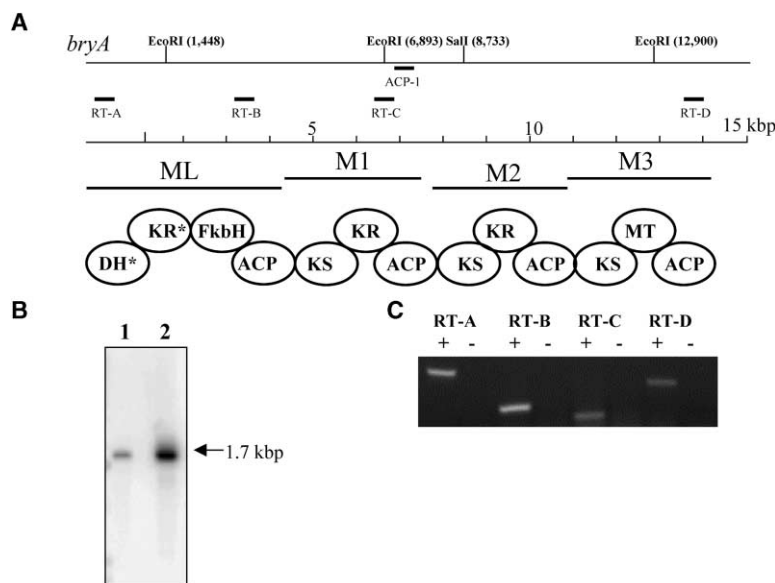 A
bryA
EcoRI (1,448) EcoRI (6,893) SalI (8,733) EcoRI (12,900)
ACP-1
RT-A RT-B RT-C RT-D
5 10 15 kbp
ML M1 M2 M3
KR* FkbH KR KR MT
DH* ACP KS ACP KS ACP KS ACP
B
1 2
1.7 kbp
C
RT-A RT-B RT-C RT-D
+ - + - + - + -